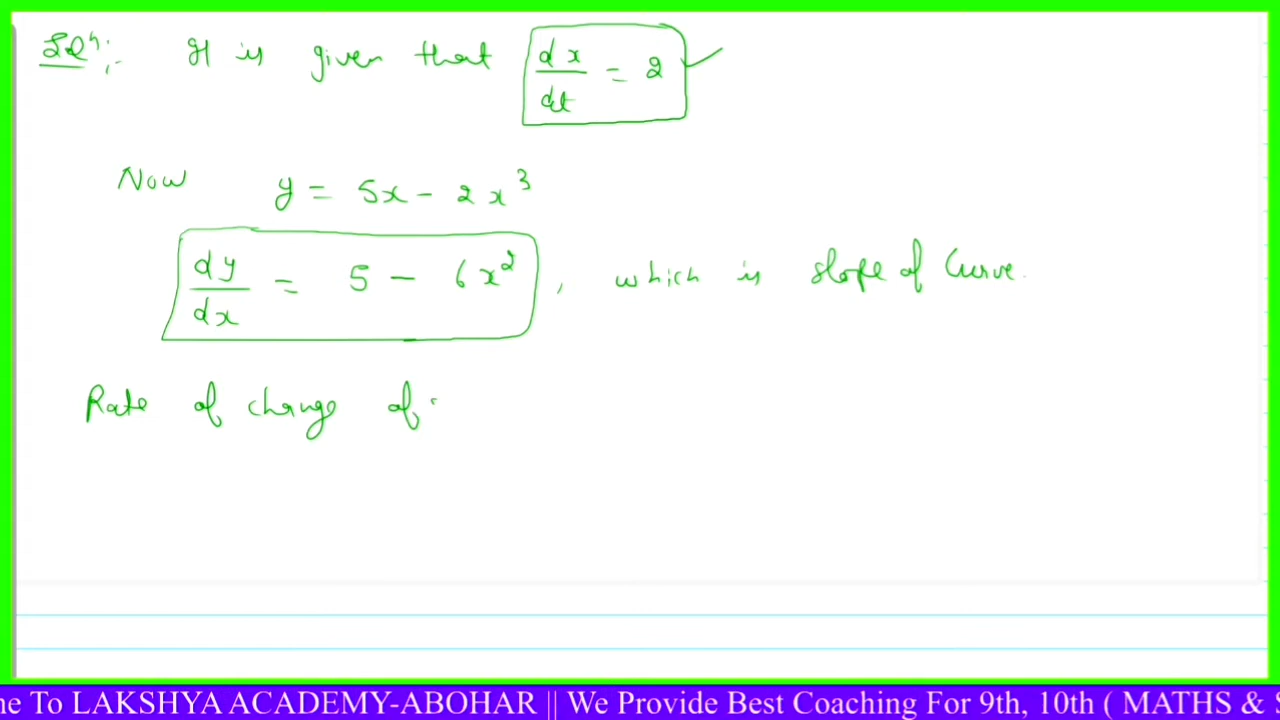 Solⁿ:- It is given that dx/dt = 2 ✓
Now y = 5x - 2x³
dy/dx = 5 - 6x², which is slope of Curve.
Rate of change of
me To LAKSHYA ACADEMY-ABOHAR || We Provide Best Coaching For 9th, 10th ( MATHS & S